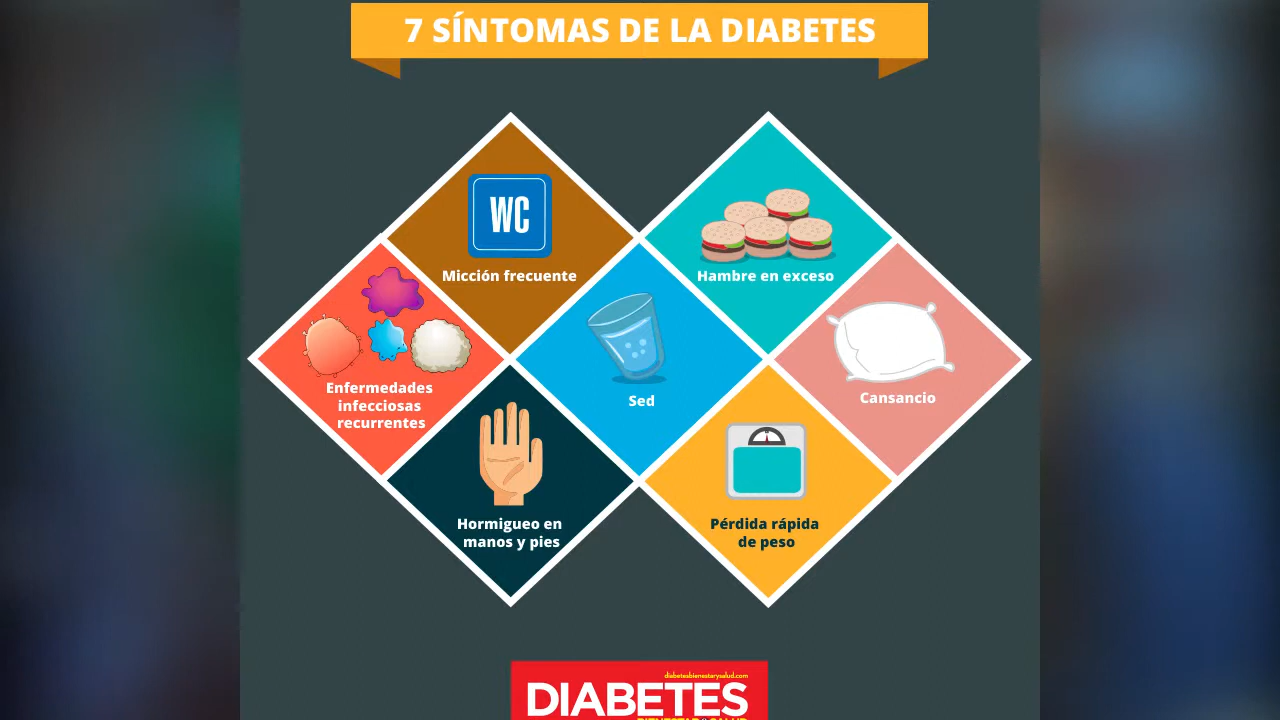 7 SÍNTOMAS DE LA DIABETES
WC
Micción frecuente
Hambre en exceso
Enfermedades
infecciosas
recurrentes
Sed
Cansancio
Hormigueo en
manos y pies
Pérdida rápida
de peso
diabetesbienestarysalud.com
DIABETES